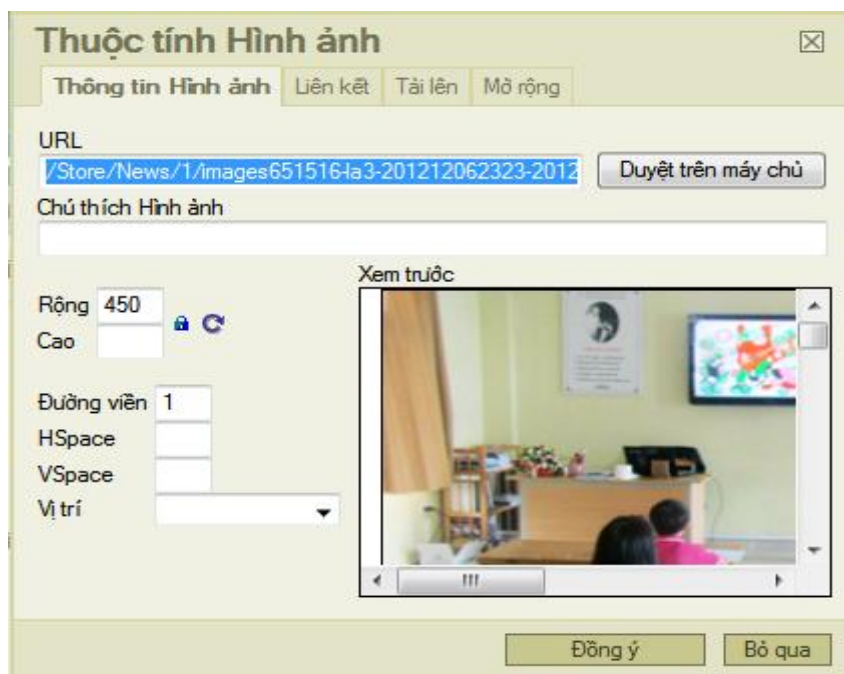 Thuộc tính Hình ảnh
Thông tin Hình ảnh Liên kết Tải lên Mở rộng
URL
/Store/News/1/images651516-la3-201212062323-2012
Duyệt trên máy chủ
Chú thích Hình ảnh
Xem trước
Rộng 450
Cao
Đường viền 1
HSpace
VSpace
Vị trí
Đồng ý Bỏ qua